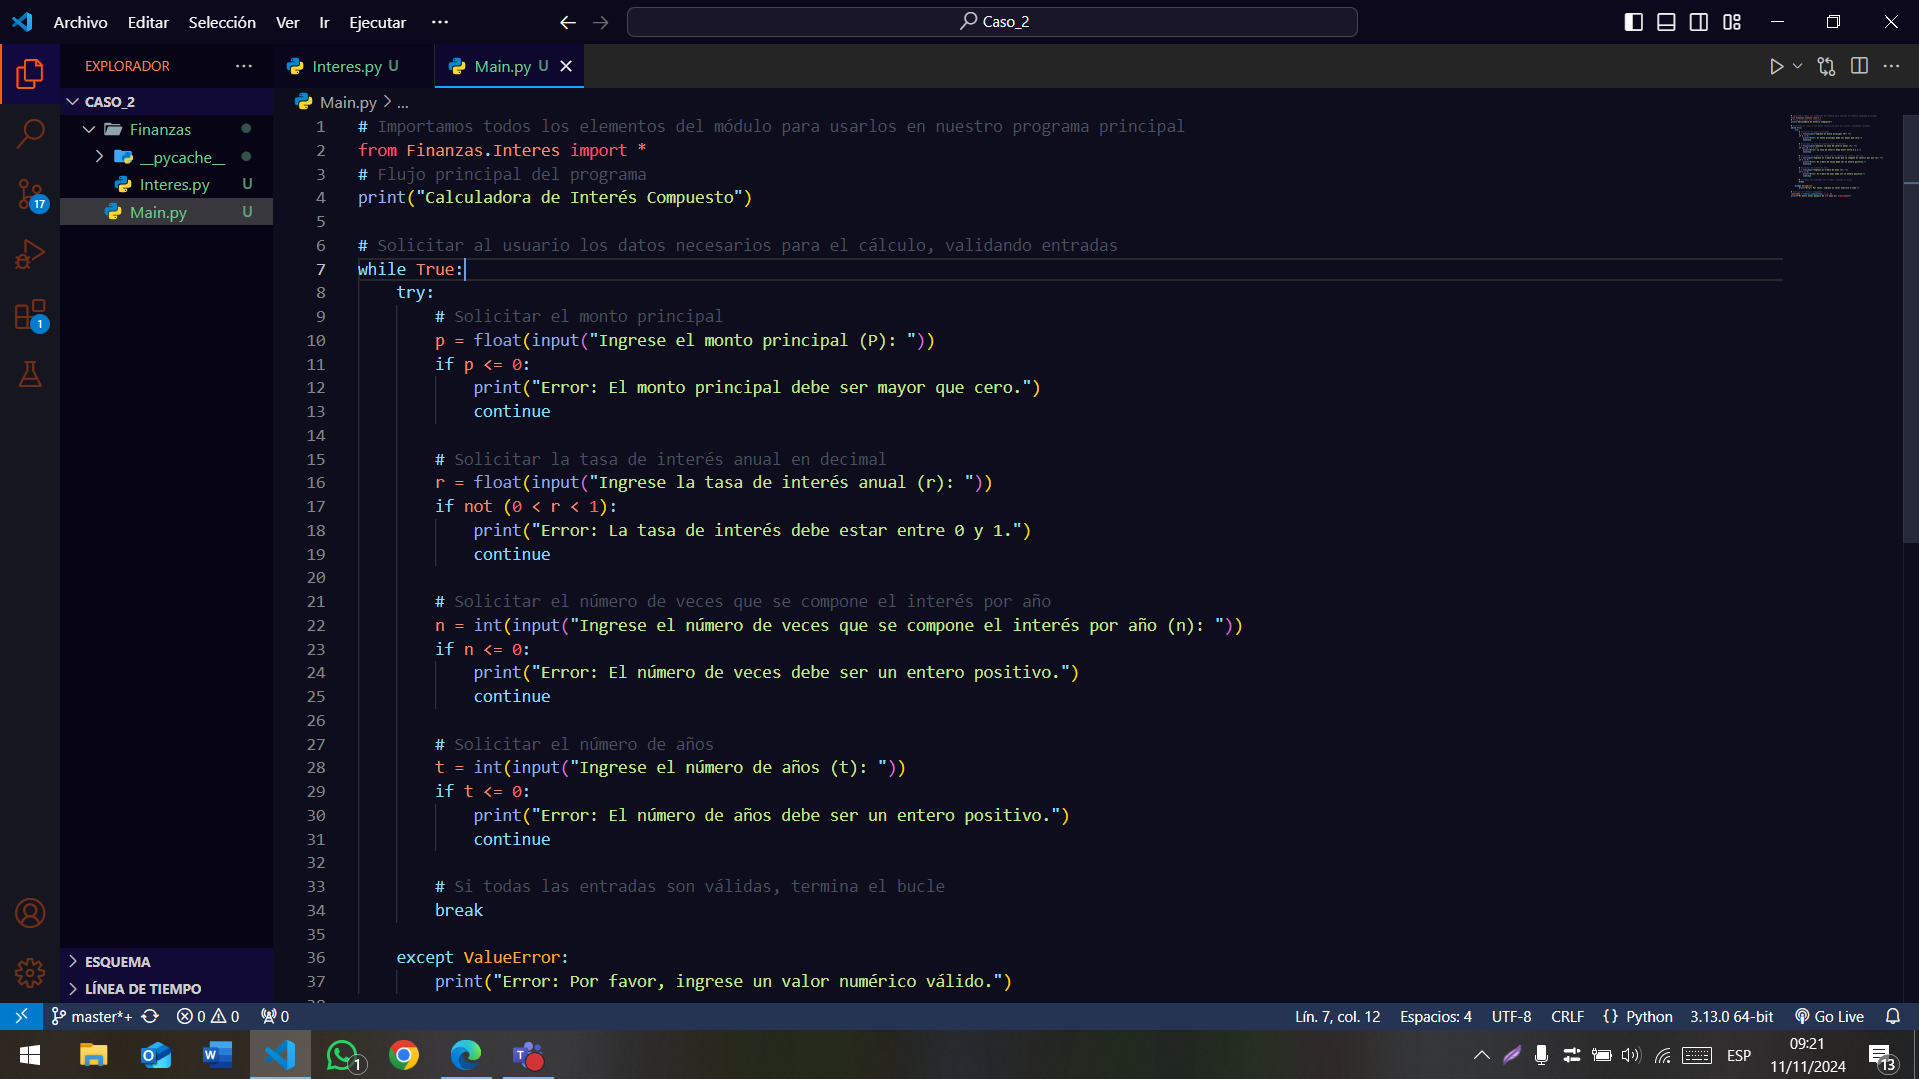 Archivo Editar Selección Ver Ir Ejecutar ··· Caso_2
EXPLORADOR ···
CASO_2
Finanzas
__pycache__
Interes.py U
Main.py U
Interes.py U Main.py U
Main.py > ...
1 # Importamos todos los elementos del módulo para usarlos en nuestro programa principal
2 from Finanzas.Interes import *
3 # Flujo principal del programa
4 print("Calculadora de Interés Compuesto")
5
6 # Solicitar al usuario los datos necesarios para el cálculo, validando entradas
7 while True:
8 try:
9 # Solicitar el monto principal
10 p = float(input("Ingrese el monto principal (P): "))
11 if p <= 0:
12 print("Error: El monto principal debe ser mayor que cero.")
13 continue
14
15 # Solicitar la tasa de interés anual en decimal
16 r = float(input("Ingrese la tasa de interés anual (r): "))
17 if not (0 < r < 1):
18 print("Error: La tasa de interés debe estar entre 0 y 1.")
19 continue
20
21 # Solicitar el número de veces que se compone el interés por año
22 n = int(input("Ingrese el número de veces que se compone el interés por año (n): "))
23 if n <= 0:
24 print("Error: El número de veces debe ser un entero positivo.")
25 continue
26
27 # Solicitar el número de años
28 t = int(input("Ingrese el número de años (t): "))
29 if t <= 0:
30 print("Error: El número de años debe ser un entero positivo.")
31 continue
32
33 # Si todas las entradas son válidas, termina el bucle
34 break
35
36 except ValueError:
37 print("Error: Por favor, ingrese un valor numérico válido.")
17
1
ESQUEMA
LÍNEA DE TIEMPO
master*+ 0 0 0 Lín. 7, col. 12 Espacios: 4 UTF-8 CRLF {} Python 3.13.0 64-bit Go Live
1 ESP 09:21
11/11/2024 13